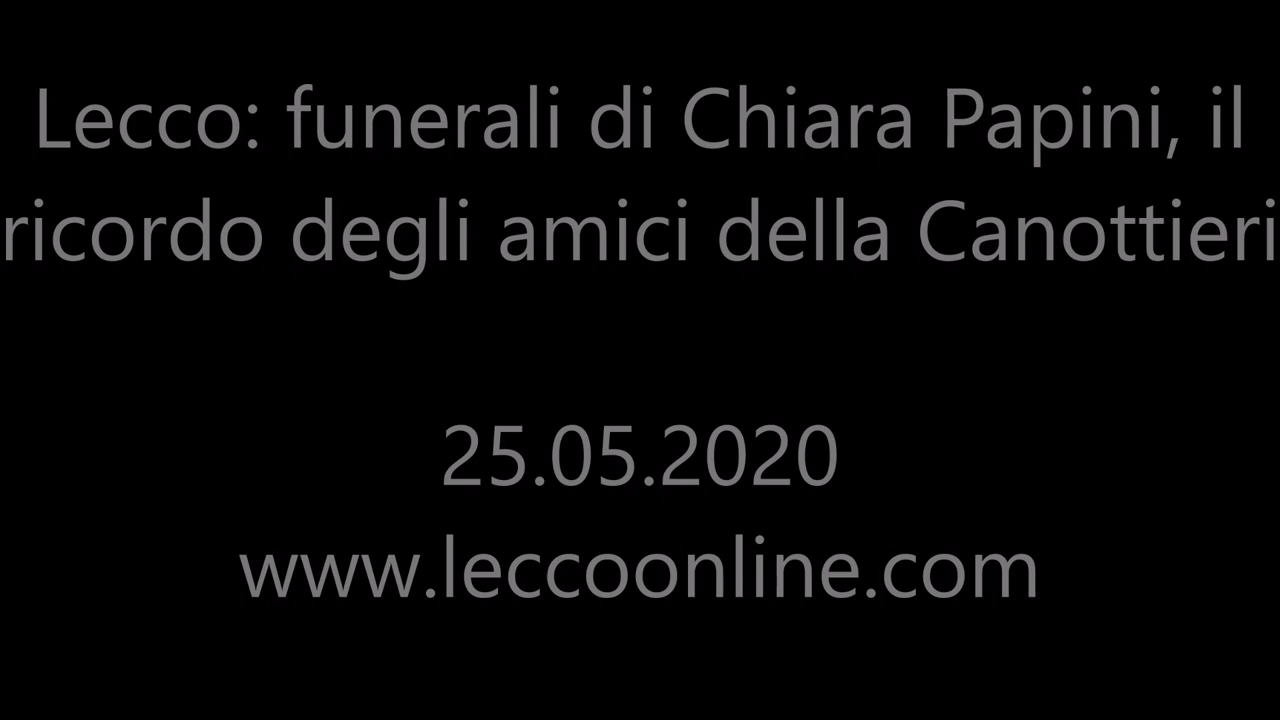 Lecco: funerali di Chiara Papini, il
ricordo degli amici della Canottieri
25.05.2020
www.leccoonline.com